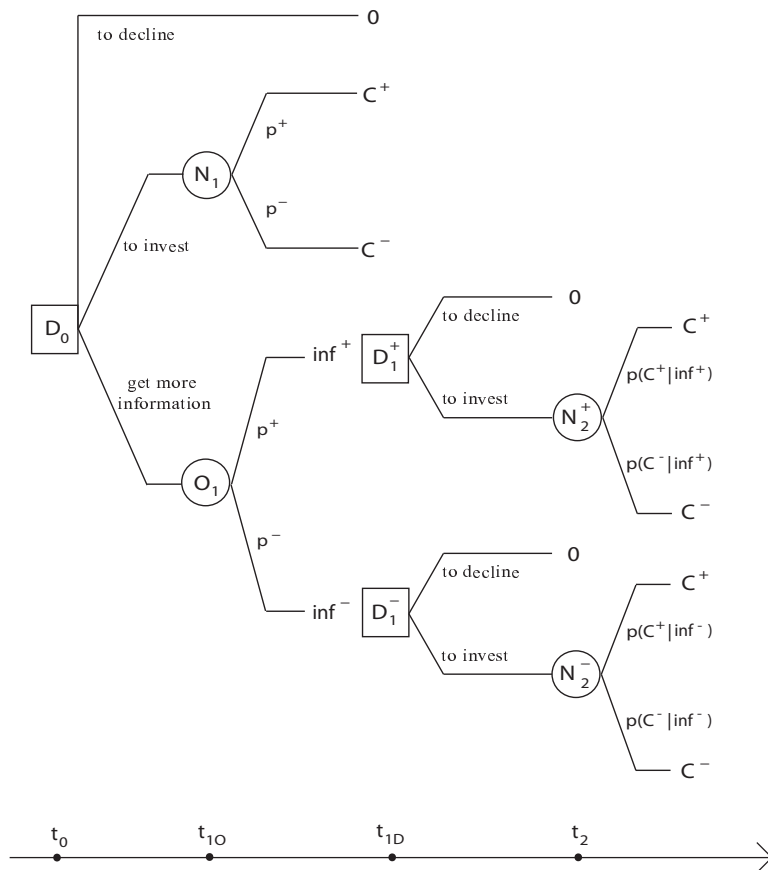 0
to decline
C⁺
p⁺
N₁
p⁻
to invest
C⁻
0
to decline
C⁺
D₀
inf⁺
D₁⁺
p(C⁺|inf⁺)
get more
information
to invest
N₂⁺
p⁺
p(C⁻|inf⁺)
O₁
C⁻
p⁻
0
to decline
C⁺
inf⁻
D₁⁻
p(C⁺|inf⁻)
to invest
N₂⁻
p(C⁻|inf⁻)
C⁻
t₀
t₁O
t₁D
t₂